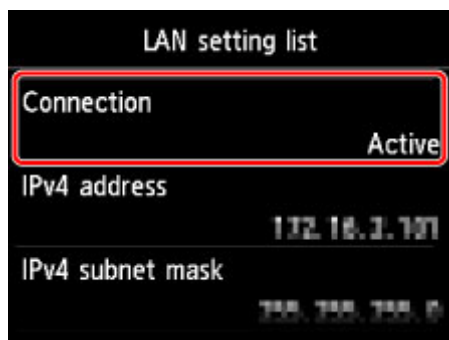 LAN setting list
Connection
Active
IPv4 address
IPv4 subnet mask